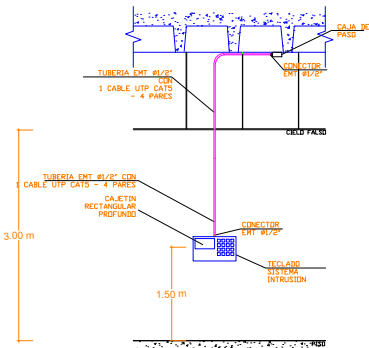 CAJA DE
PASO
CONECTOR
EMT Ø1/2"
TUBERIA EMT Ø1/2"
CON
1 CABLE UTP CAT5
- 4 PARES
CIELO FALSO
TUBERIA EMT Ø1/2" CON
1 CABLE UTP CAT5 - 4 PARES
CAJETIN
RECTANGULAR
PROFUNDO
CONECTOR
EMT Ø1/2"
3.00 m
TECLADO
SISTEMA
INTRUSION
1.50 m
PISO